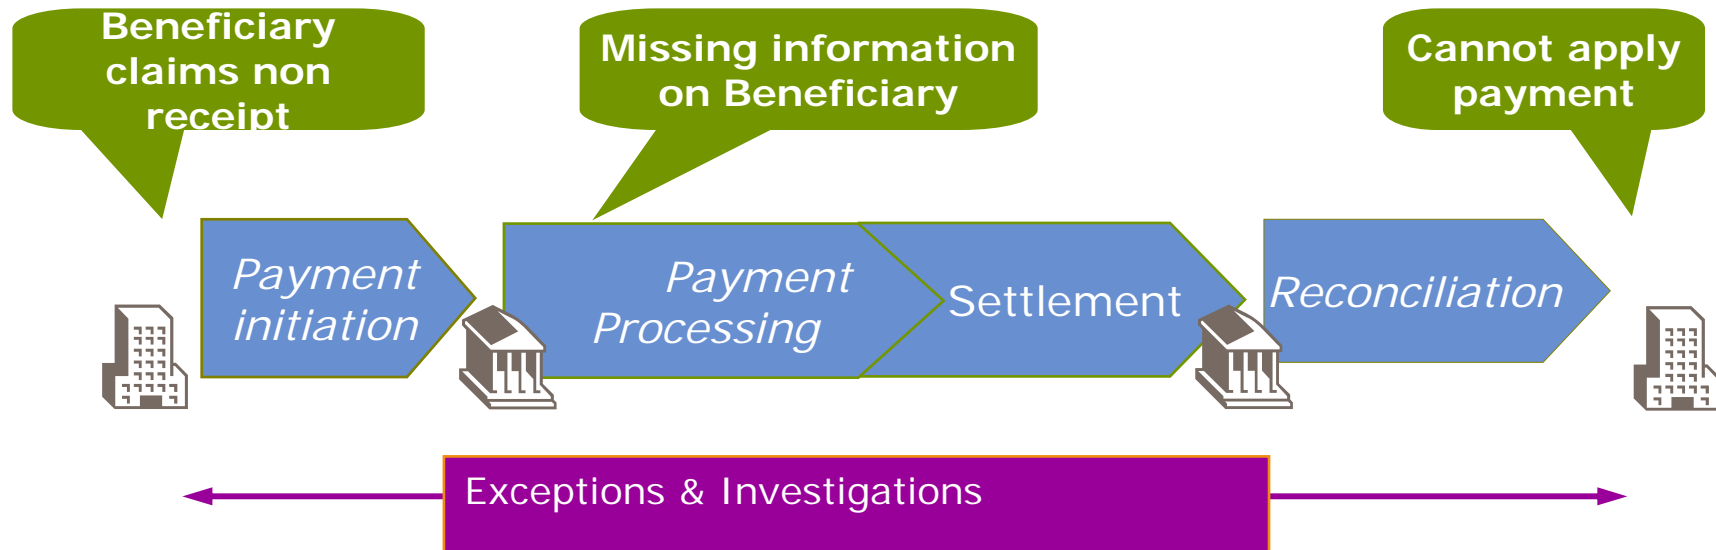 Beneficiary
claims non
receipt
Missing information
on Beneficiary
Cannot apply
payment
Payment
initiation
Payment
Processing
Settlement
Reconciliation
Exceptions & Investigations